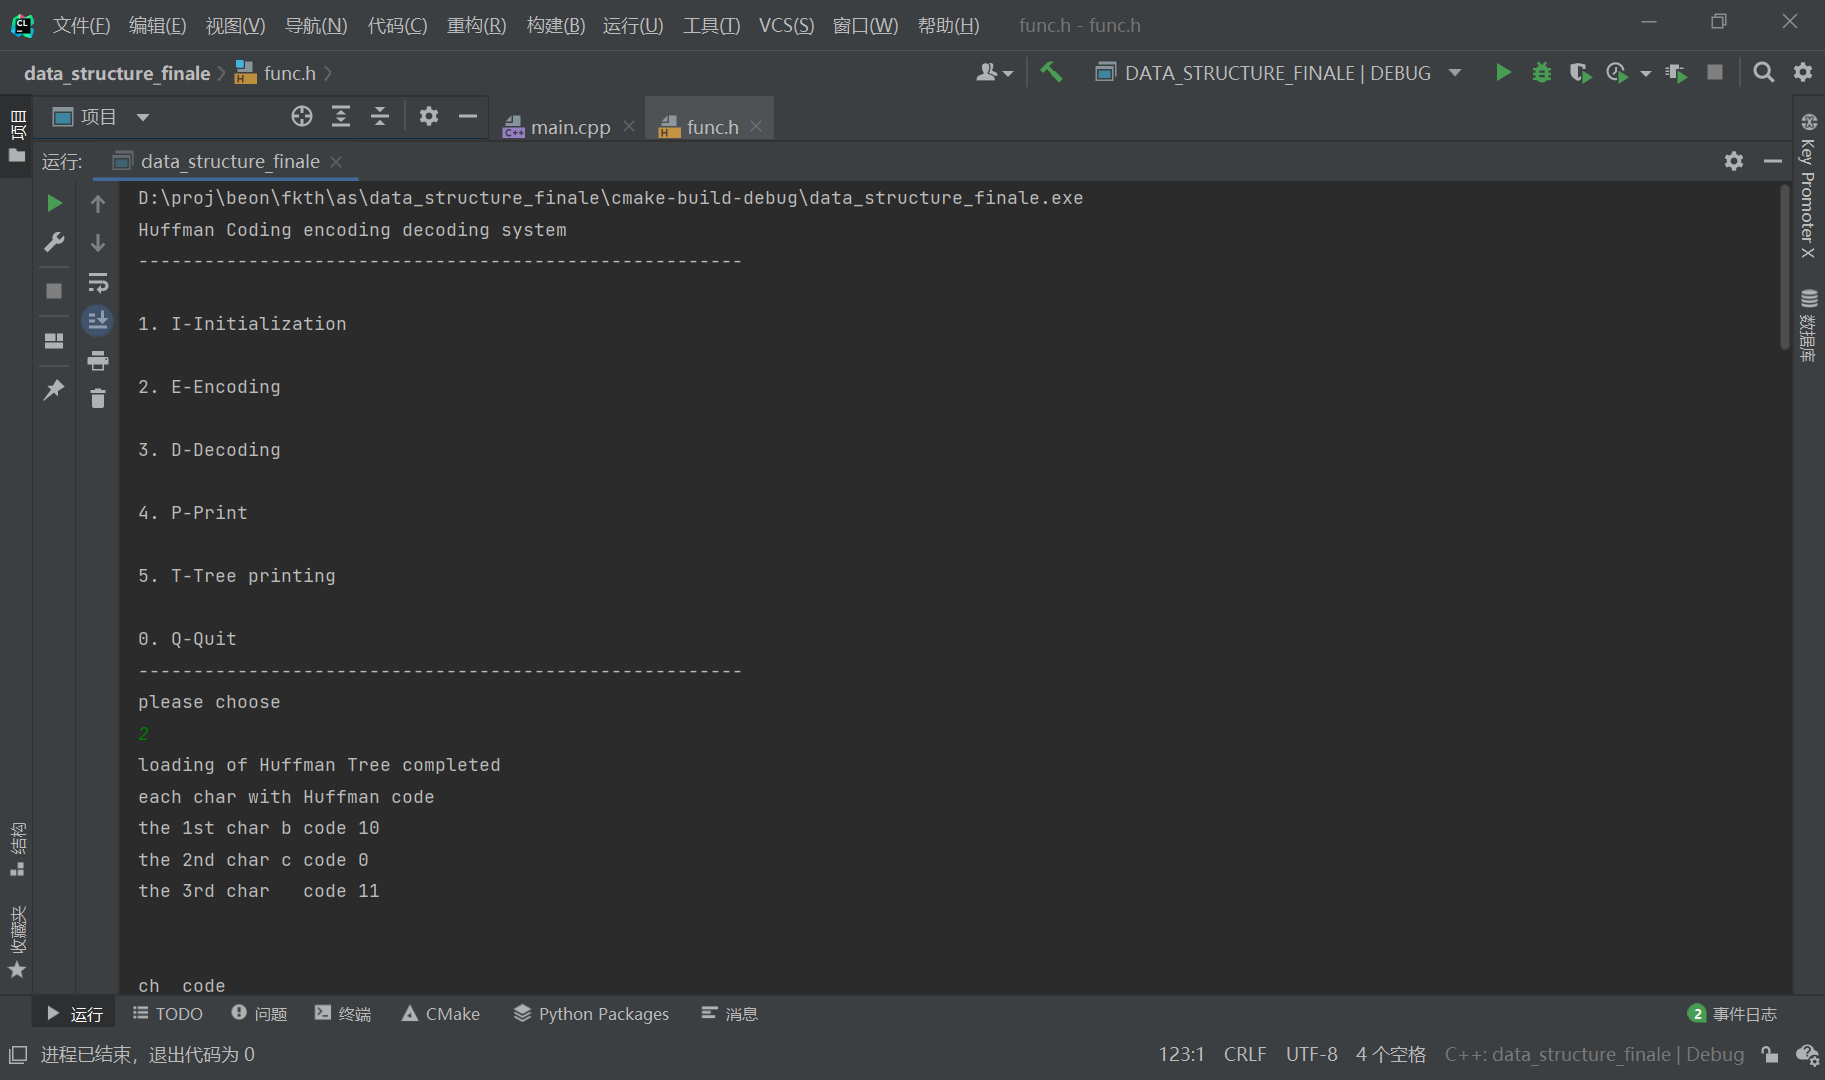 文件(F) 编辑(E) 视图(V) 导航(N) 代码(C) 重构(R) 构建(B) 运行(U) 工具(T) VCS(S) 窗口(W) 帮助(H) func.h - func.h
data_structure_finale func.h DATA_STRUCTURE_FINALE | DEBUG
项目 main.cpp func.h
运行: data_structure_finale
D:\proj\beon\fkth\as\data_structure_finale\cmake-build-debug\data_structure_finale.exe
Huffman Coding encoding decoding system
-------------------------------------------------------
1. I-Initialization
2. E-Encoding
3. D-Decoding
4. P-Print
5. T-Tree printing
0. Q-Quit
-------------------------------------------------------
please choose
2
loading of Huffman Tree completed
each char with Huffman code
the 1st char b code 10
the 2nd char c code 0
the 3rd char   code 11
ch  code
项目
结构
收藏夹
Key Promoter X
数据库
运行 TODO 问题 终端 CMake Python Packages 消息 2 事件日志
进程已结束，退出代码为 0 123:1 CRLF UTF-8 4 个空格 C++: data_structure_finale | Debug